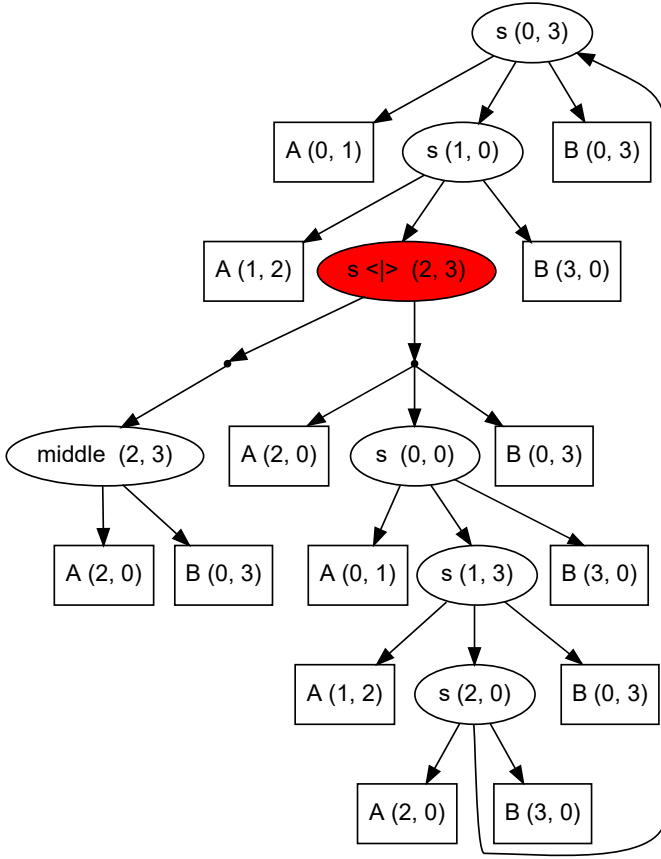 s (0, 3)
A (0, 1)
s (1, 0)
B (0, 3)
A (1, 2)
s <|> (2, 3)
B (3, 0)
middle (2, 3)
A (2, 0)
s (0, 0)
B (0, 3)
A (2, 0)
B (0, 3)
A (0, 1)
s (1, 3)
B (3, 0)
A (1, 2)
s (2, 0)
B (0, 3)
A (2, 0)
B (3, 0)